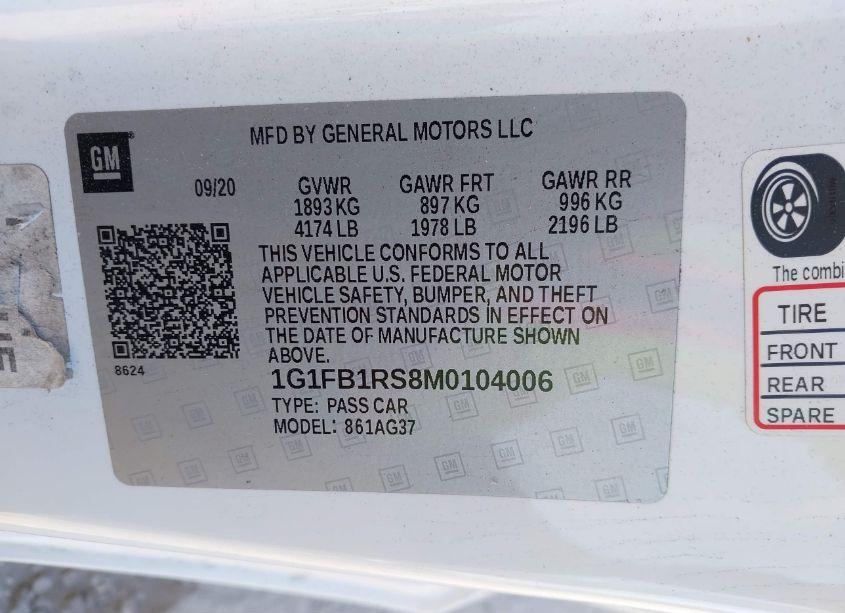 GM
MFD BY GENERAL MOTORS LLC
09/20
GVWR GAWR FRT GAWR RR
1893 KG 897 KG 996 KG
4174 LB 1978 LB 2196 LB
THIS VEHICLE CONFORMS TO ALL
APPLICABLE U.S. FEDERAL MOTOR
VEHICLE SAFETY, BUMPER, AND THEFT
PREVENTION STANDARDS IN EFFECT ON
THE DATE OF MANUFACTURE SHOWN
ABOVE.
8624
1G1FB1RS8M0104006
TYPE: PASS CAR
MODEL: 861AG37
The combi
TIRE
FRONT
REAR
SPARE